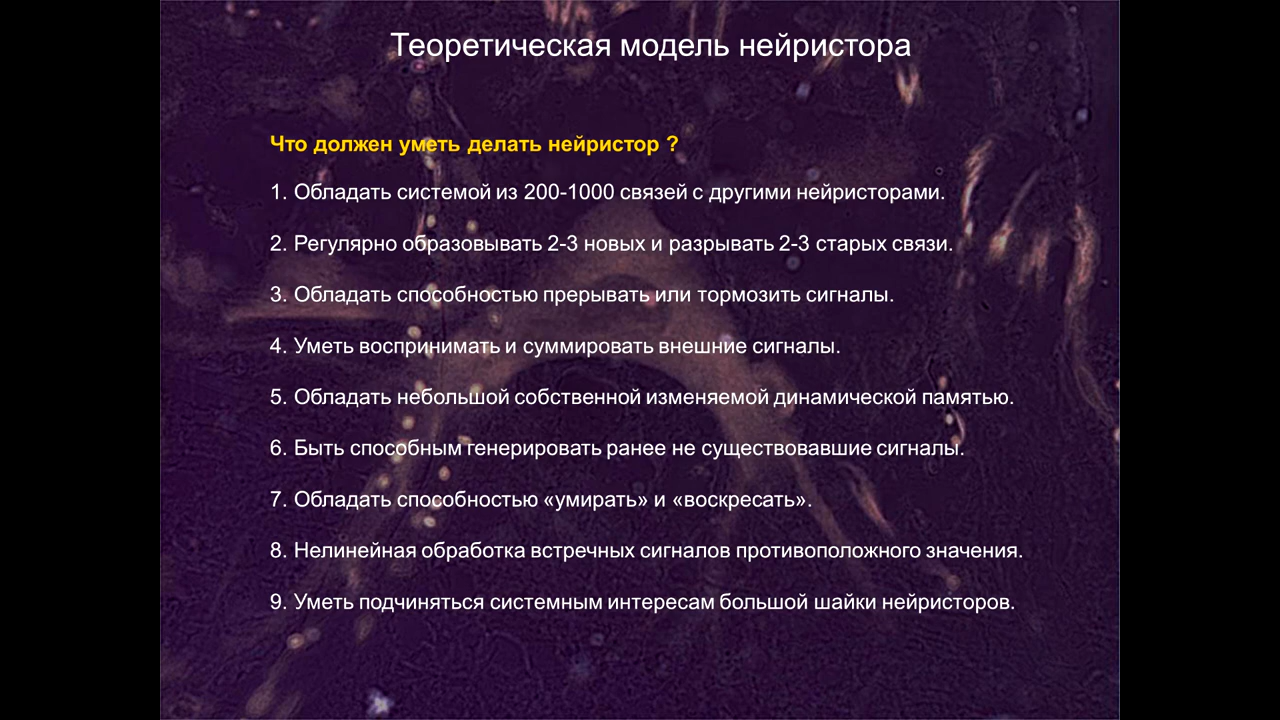 Теоретическая модель нейристора
Что должен уметь делать нейристор ?
1. Обладать системой из 200-1000 связей с другими нейристорами.
2. Регулярно образовывать 2-3 новых и разрывать 2-3 старых связи.
3. Обладать способностью прерывать или тормозить сигналы.
4. Уметь воспринимать и суммировать внешние сигналы.
5. Обладать небольшой собственной изменяемой динамической памятью.
6. Быть способным генерировать ранее не существовавшие сигналы.
7. Обладать способностью «умирать» и «воскресать».
8. Нелинейная обработка встречных сигналов противоположного значения.
9. Уметь подчиняться системным интересам большой шайки нейристоров.